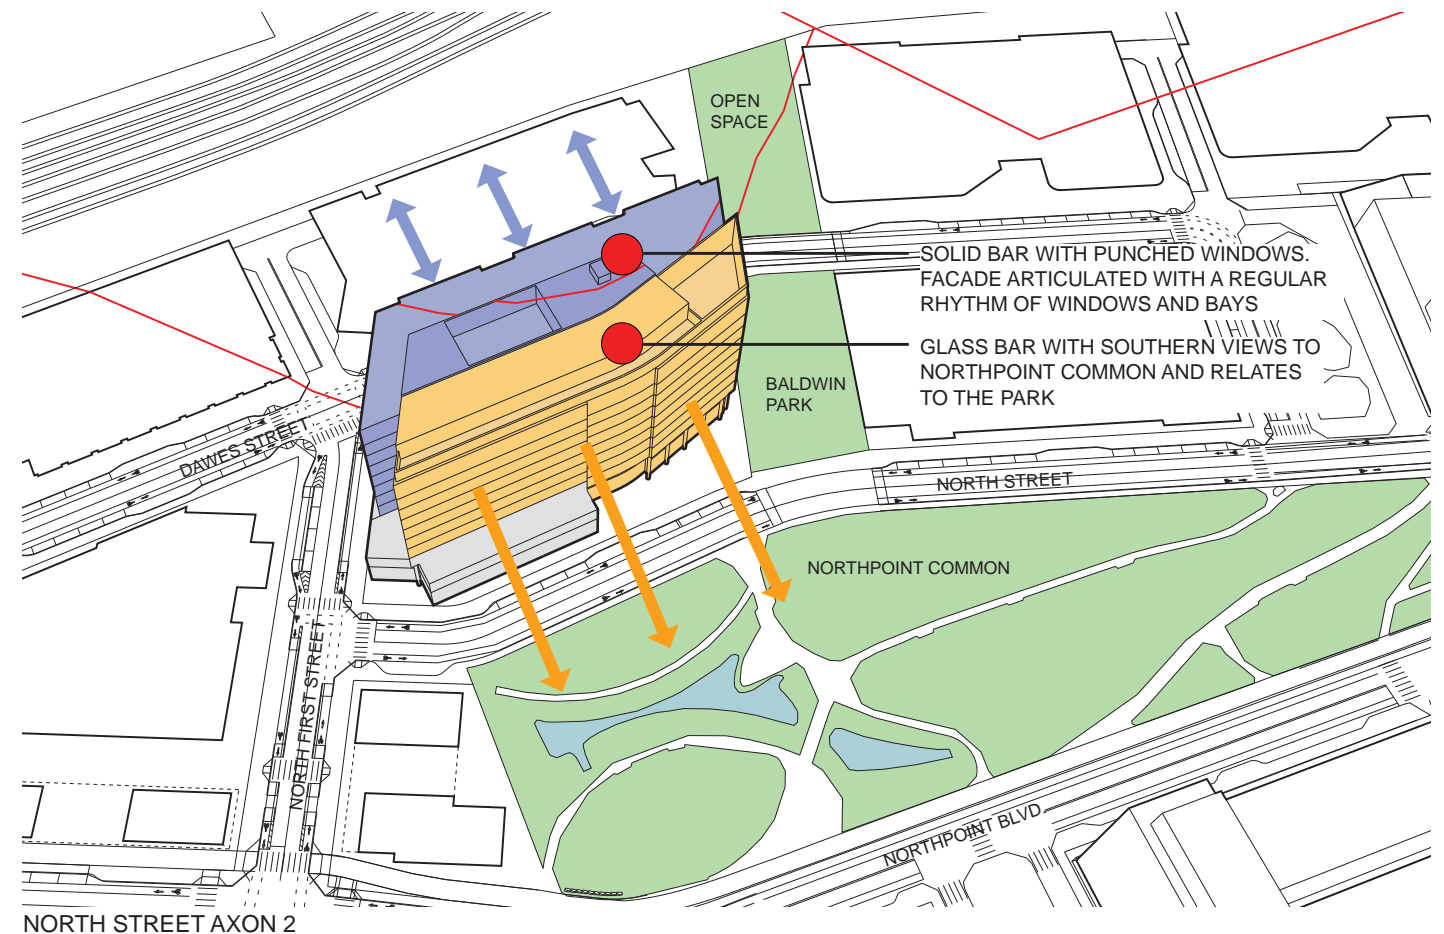 OPEN
SPACE
SOLID BAR WITH PUNCHED WINDOWS.
FACADE ARTICULATED WITH A REGULAR
RHYTHM OF WINDOWS AND BAYS
GLASS BAR WITH SOUTHERN VIEWS TO
NORTHPOINT COMMON AND RELATES
TO THE PARK
BALDWIN
PARK
DAWES STREET
NORTH STREET
NORTHPOINT COMMON
NORTH FIRST STREET
NORTHPOINT BLVD.
NORTH STREET AXON 2